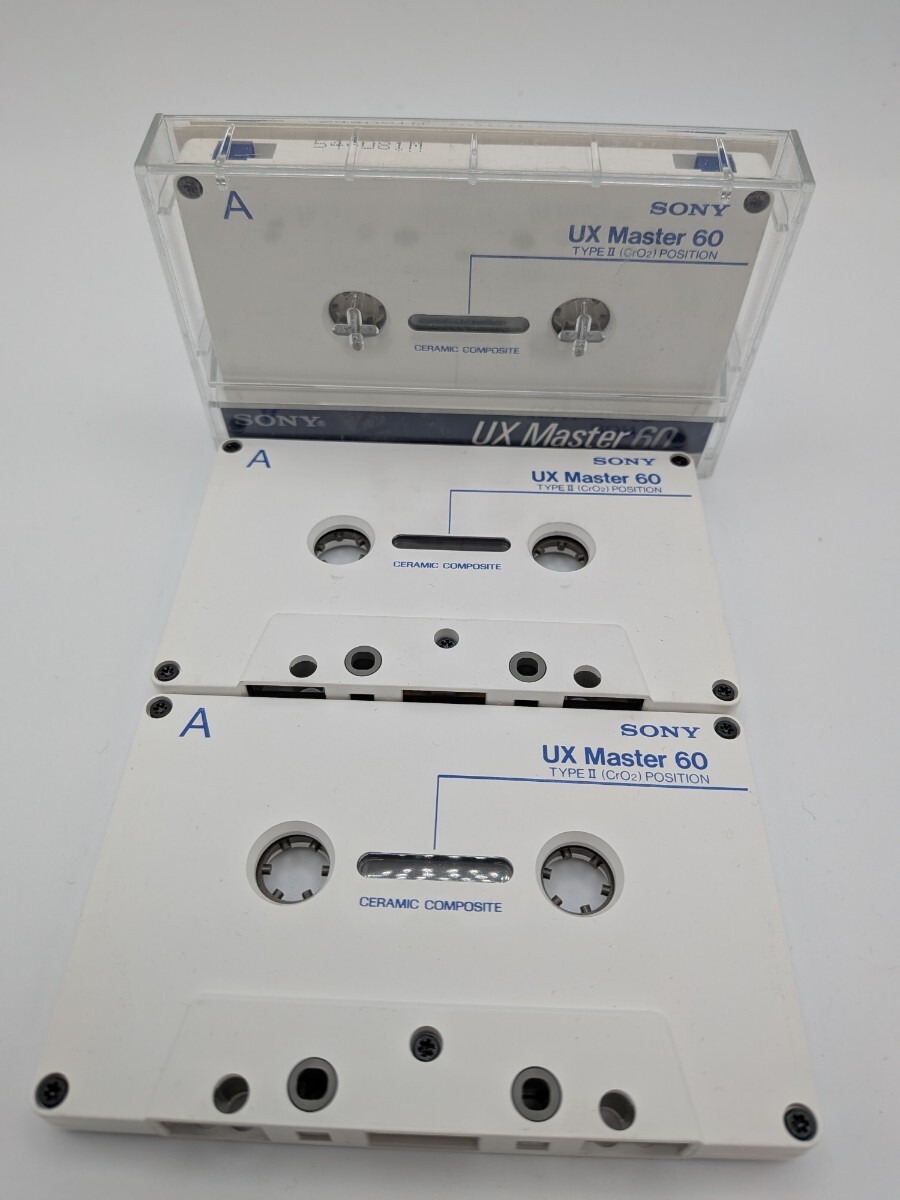 A
SONY
UX Master 60
TYPE II (CrO2) POSITION
CERAMIC COMPOSITE
SONY®
UX Master 60
A
SONY
UX Master 60
TYPE II (CrO2) POSITION
CERAMIC COMPOSITE
A
SONY
UX Master 60
TYPE II (CrO2) POSITION
CERAMIC COMPOSITE